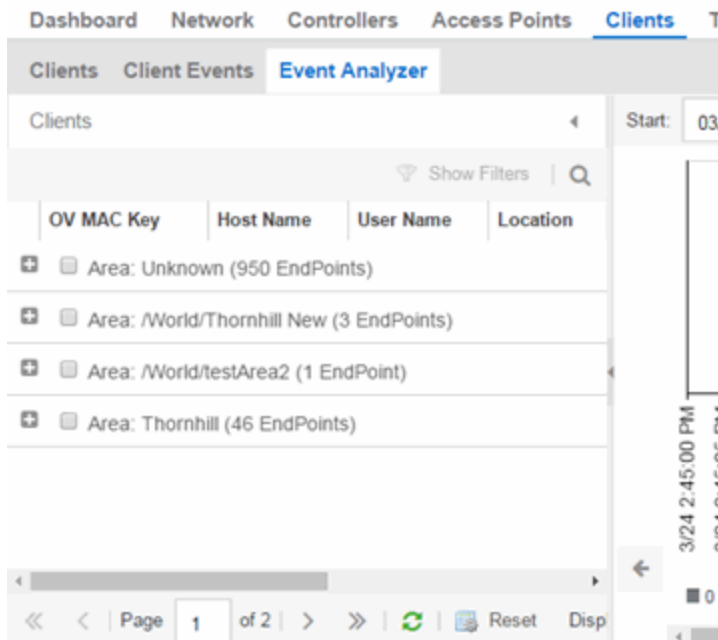 Dashboard Network Controllers Access Points Clients
Clients Client Events Event Analyzer
Clients
Start: 03
Show Filters
OV MAC Key Host Name User Name Location
Area: Unknown (950 EndPoints)
Area: /World/Thornhill New (3 EndPoints)
Area: /World/testArea2 (1 EndPoint)
Area: Thornhill (46 EndPoints)
3/24 2:45:00 PM
0
Page 1 of 2 Reset